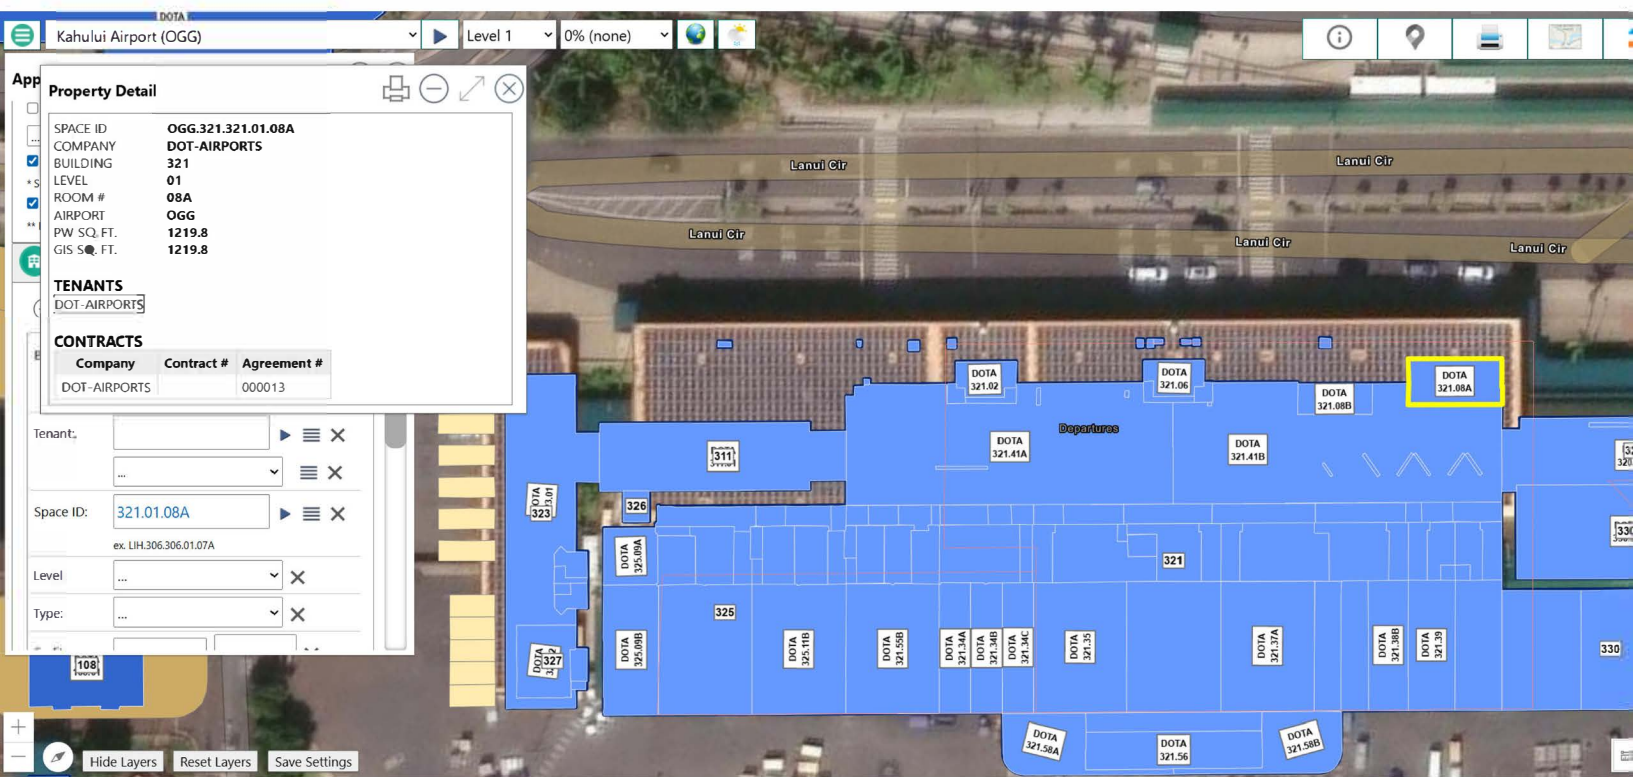 DOTA
Kahului Airport (OGG)
Level 1
0% (none)
App
Property Detail
SPACE ID OGG.321.321.01.08A
COMPANY DOT-AIRPORTS
BUILDING 321
LEVEL 01
ROOM # 08A
AIRPORT OGG
PW SQ. FT. 1219.8
GIS SQ. FT. 1219.8
TENANTS
DOT-AIRPORTS
CONTRACTS
Company Contract # Agreement #
DOT-AIRPORTS 000013
Tenant:
...
Space ID: 321.01.08A
ex. LIH.306.306.01.07A
Level ...
Type: ...
108
Hide Layers Reset Layers Save Settings
Lanui Cir
Lanui Cir
Lanui Cir
Lanui Cir
Lanui Cir
DOTA
321.02
DOTA
321.06
DOTA
321.08B
DOTA
321.08A
Departures
DOTA
321.41A
DOTA
321.41B
311
326
323
DOTA
DOTA
325.09A
321
325
DOTA
325.09B
DOTA
325.11B
DOTA
321.55B
DOTA
321.34A
DOTA
321.34B
DOTA
321.34C
DOTA
321.35
DOTA
321.37A
DOTA
321.38B
DOTA
321.39
330
330
DOTA
327
DOTA
321.58A
DOTA
321.56
DOTA
321.58B